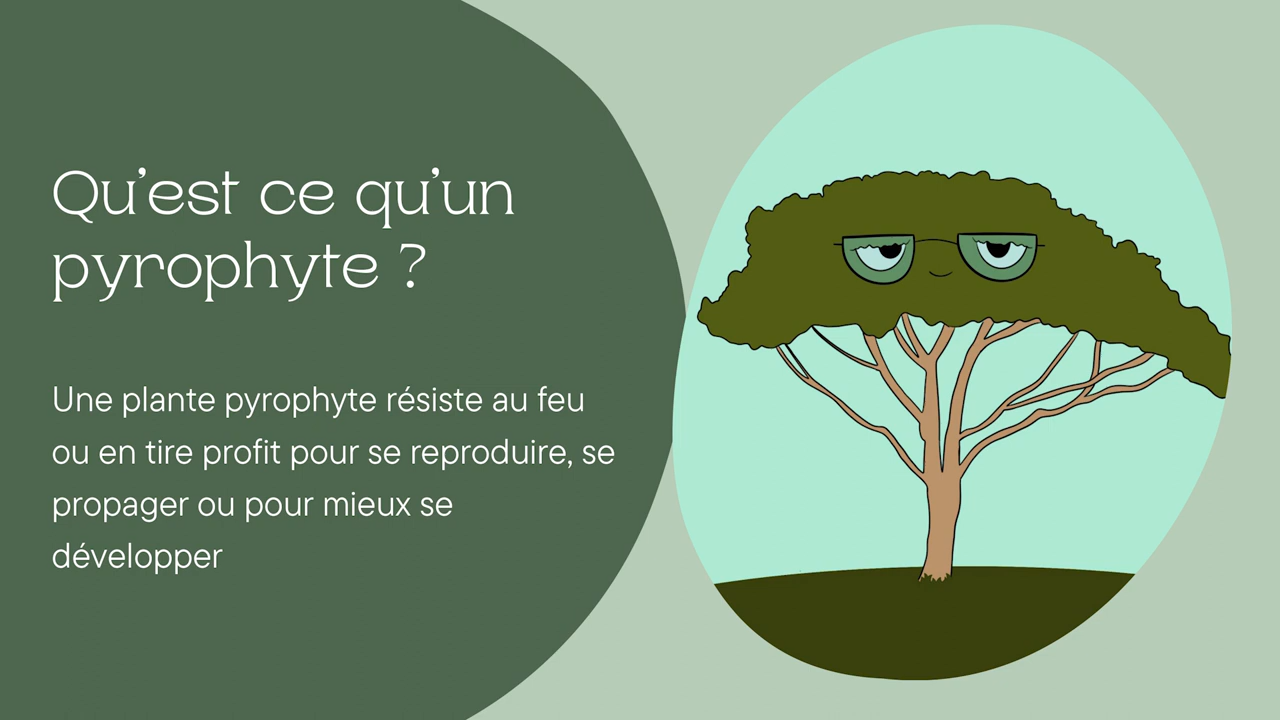 Qu’est ce qu’un
pyrophyte ?
Une plante pyrophyte résiste au feu
ou en tire profit pour se reproduire, se
propager ou pour mieux se
développer